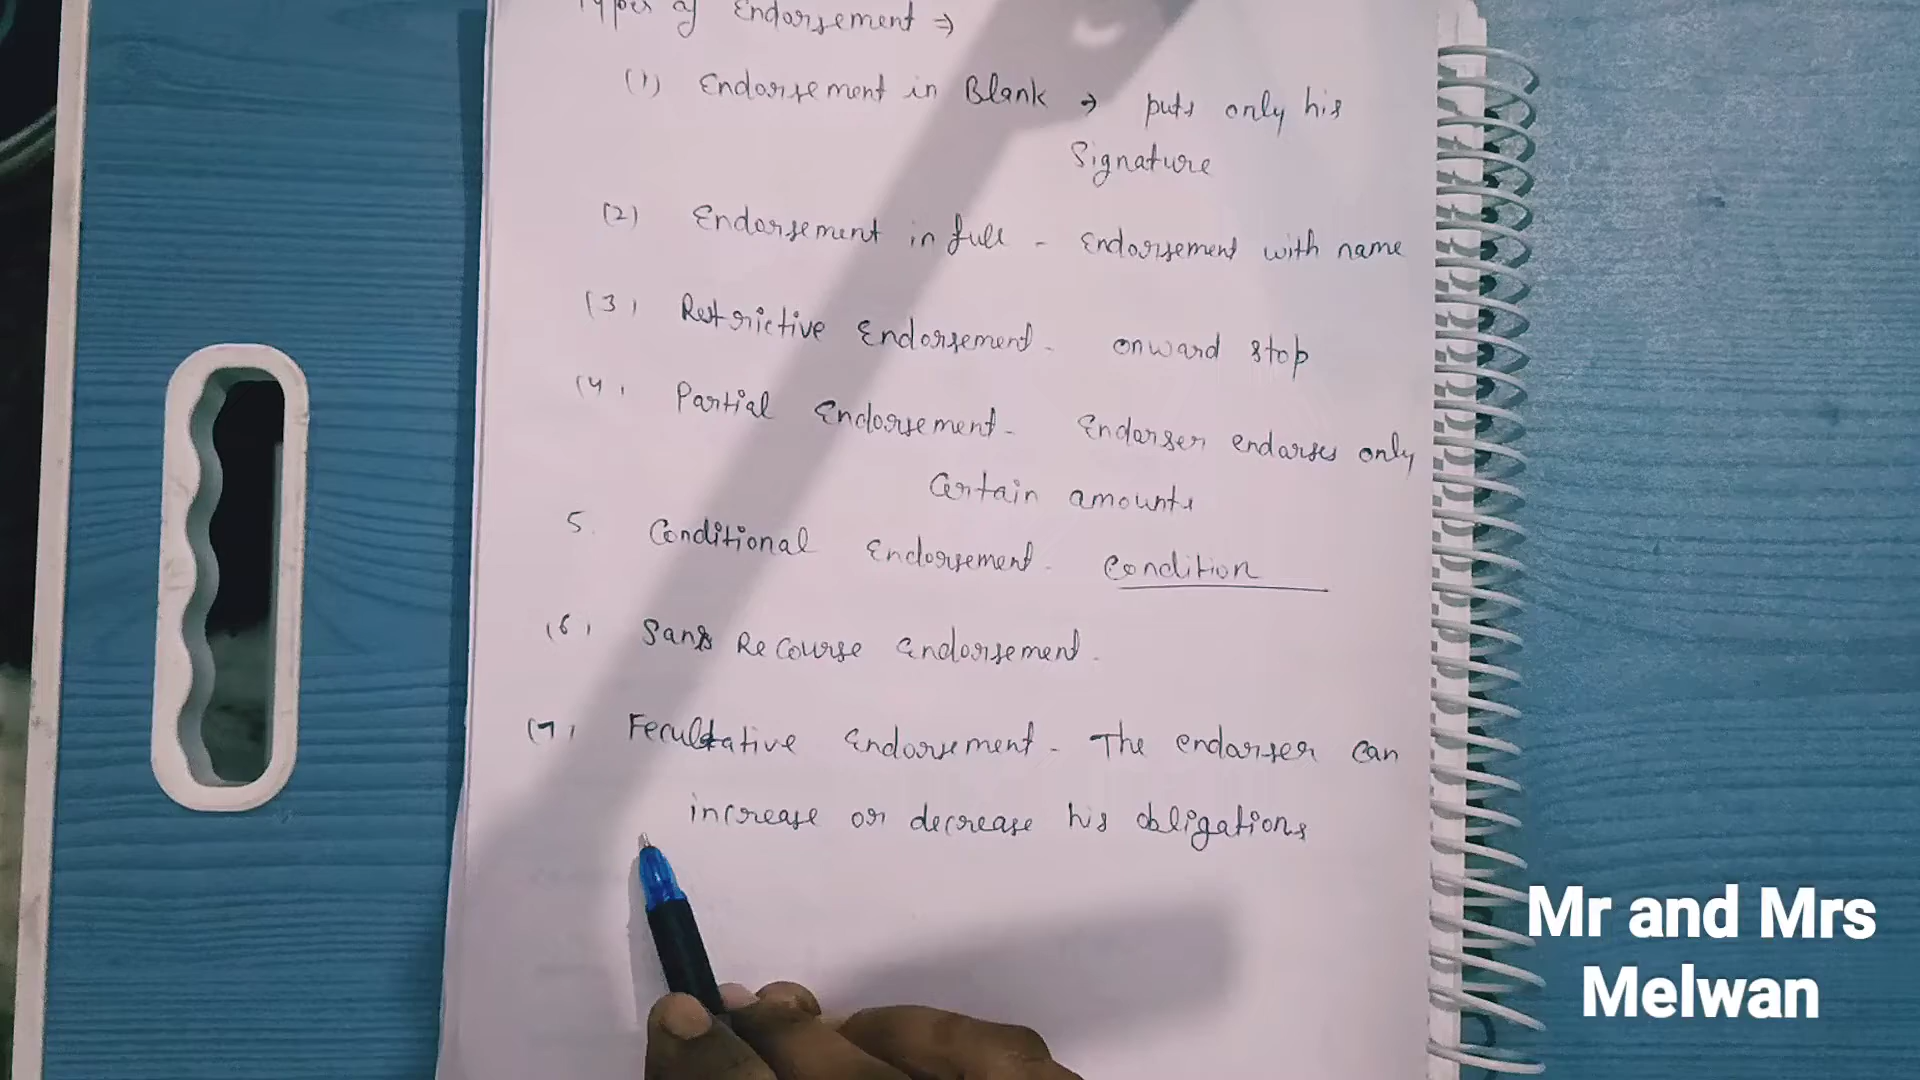 Types of Endorsement ⇒
(1) Endorsement in Blank → puts only his
Signature
(2) Endorsement in full - Endorsement with name
(3) Restrictive Endorsement - onward stop
(4) Partial Endorsement - Endorser endorses only
Certain amounts
5. Conditional Endorsement - Condition
(6) Sans Recourse Endorsement -
(7) Fecultative Endorsement - The endorser can
increase or decrease his obligations
Mr and Mrs
Melwan